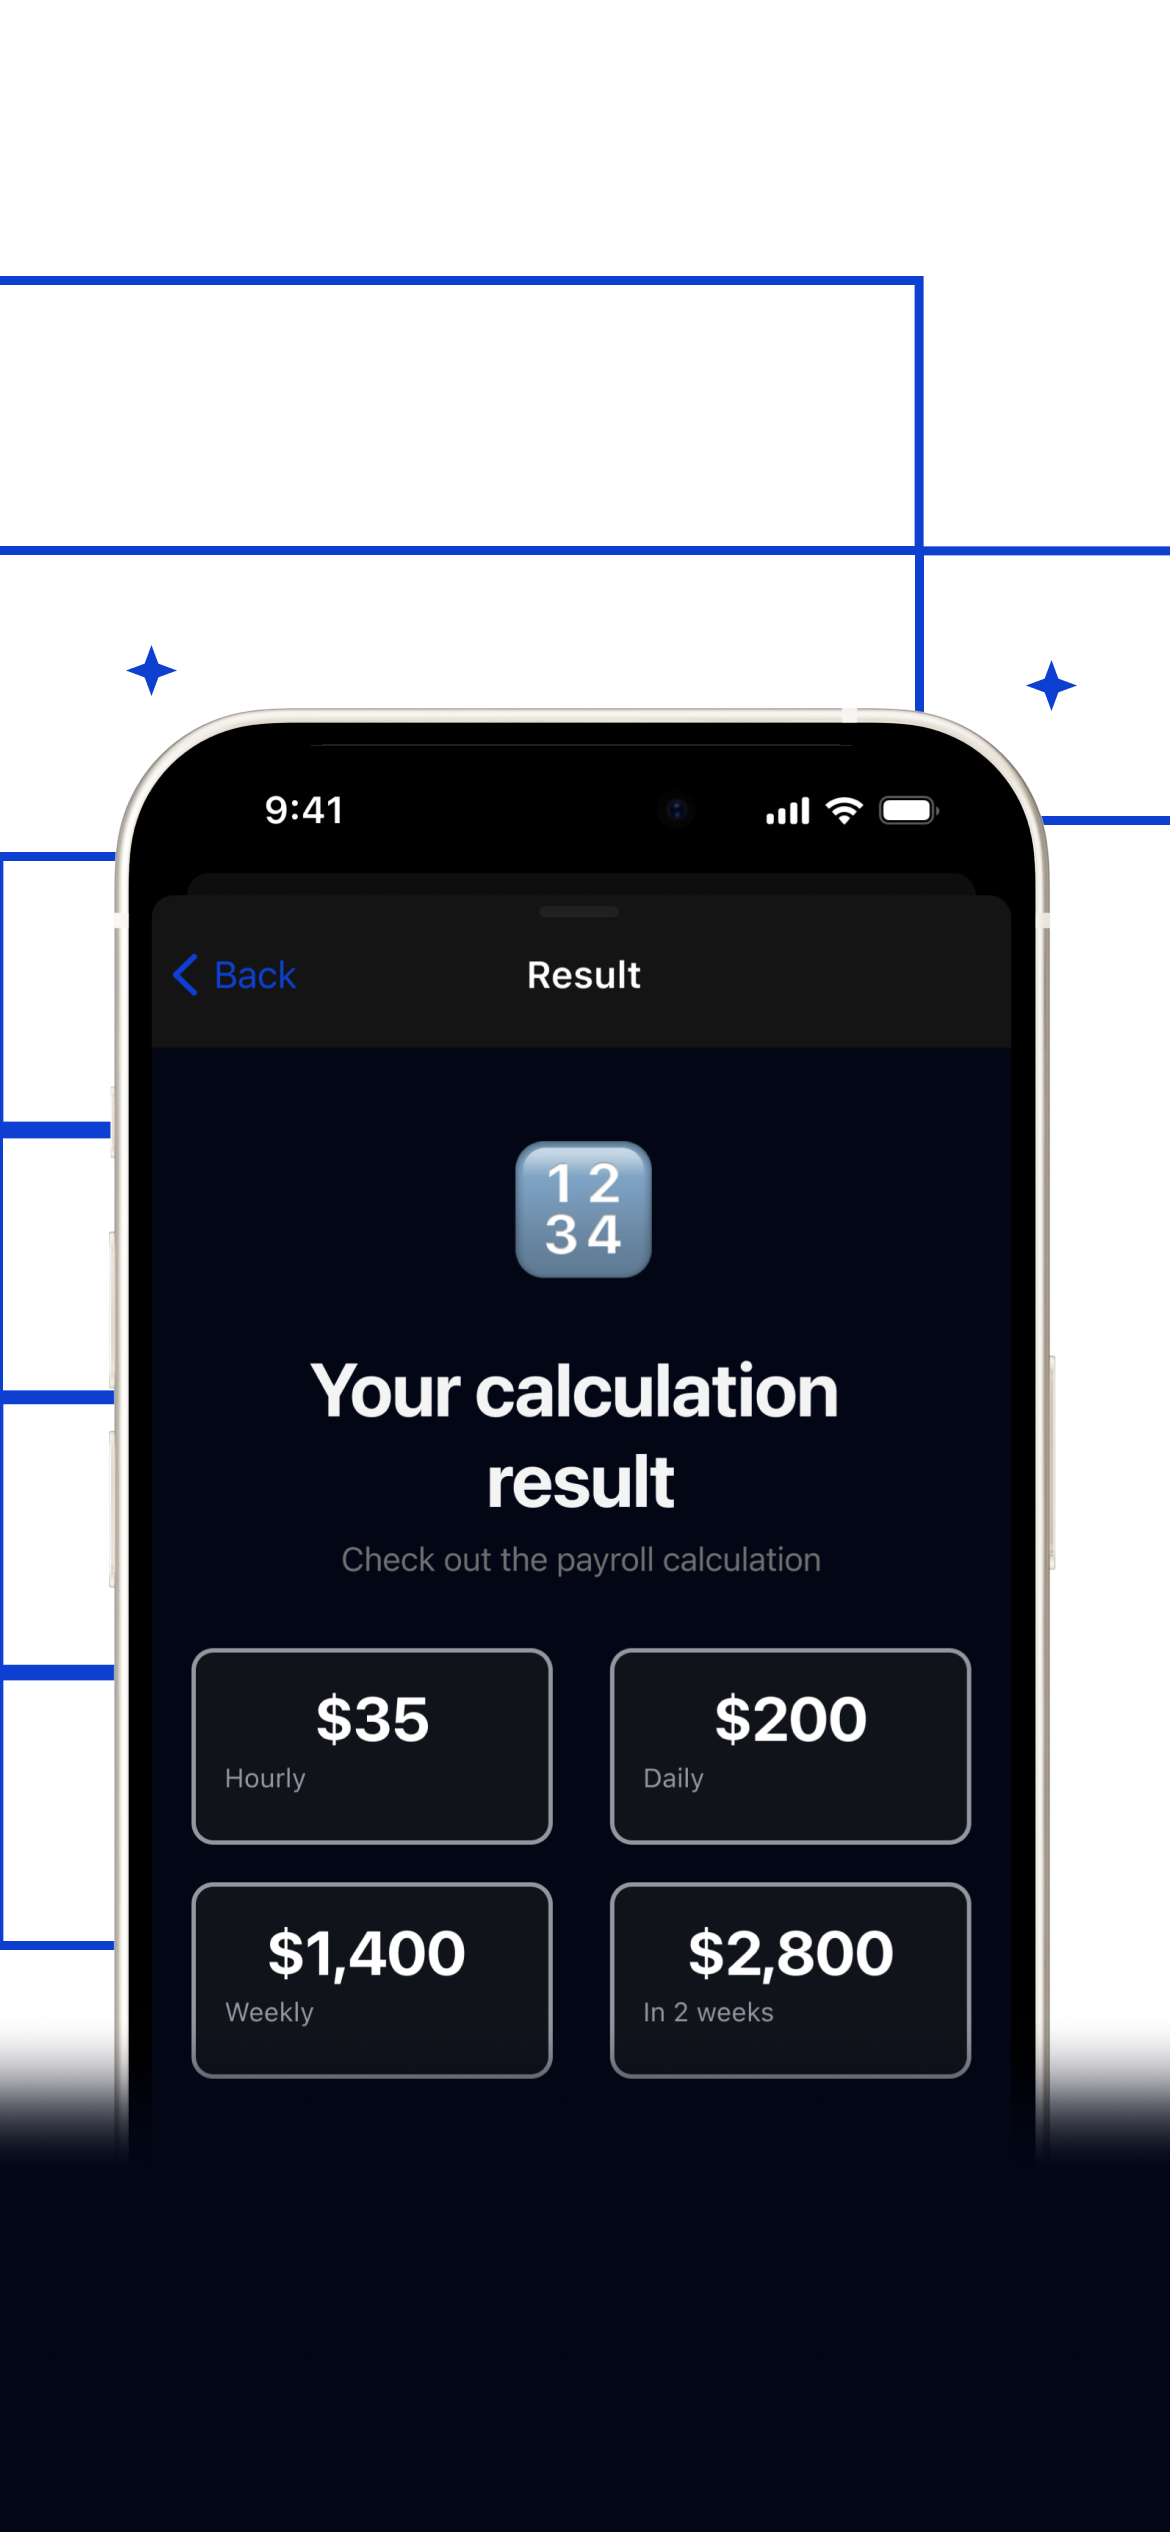 9:41
Back
Result
1 2
3 4
Your calculation
result
Check out the payroll calculation
$35
Hourly
$200
Daily
$1,400
Weekly
$2,800
In 2 weeks